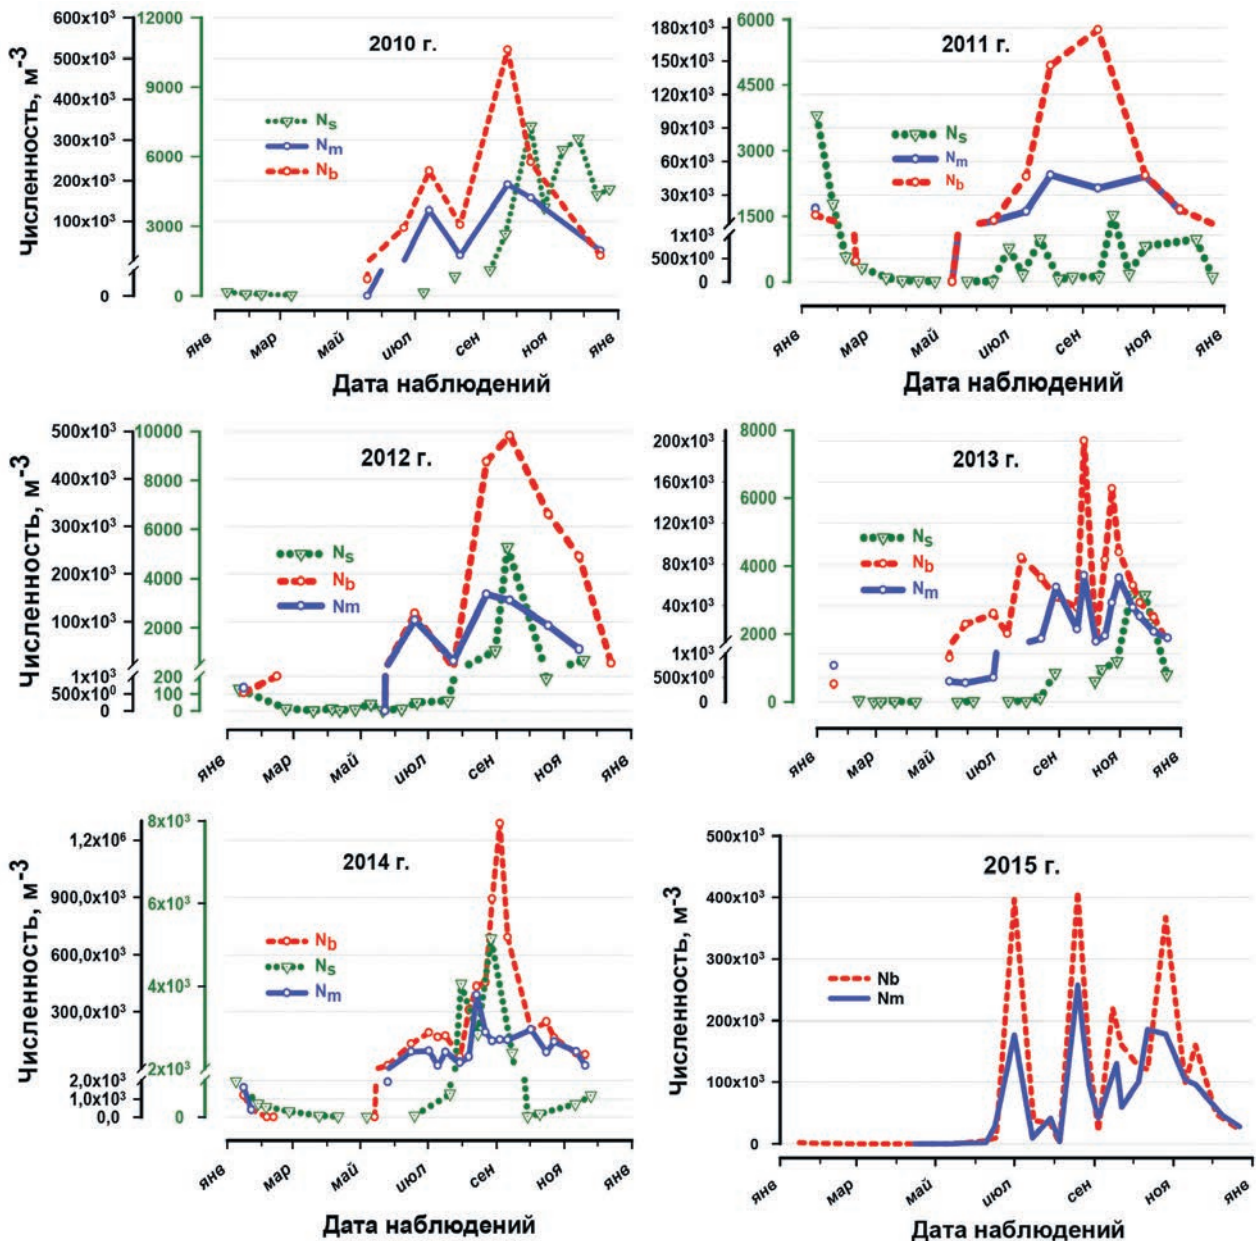 2010 г.
Численность, м⁻³
600x10³
500x10³
400x10³
300x10³
200x10³
100x10³
0
12000
9000
6000
3000
0
Ns
Nm
Nb
янв
мар
май
июл
сен
ноя
янв
Дата наблюдений
2011 г.
180x10³
150x10³
120x10³
90x10³
60x10³
30x10³
1x10³
500x10⁰
0
6000
4500
3000
1500
0
Ns
Nm
Nb
янв
мар
май
июл
сен
ноя
янв
Дата наблюдений
2012 г.
Численность, м⁻³
500x10³
400x10³
300x10³
200x10³
100x10³
1x10³
500x10⁰
0
10000
8000
6000
4000
2000
200
100
0
Ns
Nb
Nm
янв
мар
май
июл
сен
ноя
янв
2013 г.
200x10³
160x10³
120x10³
80x10³
40x10³
1x10³
500x10⁰
0
8000
6000
4000
2000
0
Ns
Nb
Nm
янв
мар
май
июл
сен
ноя
янв
2014 г.
Численность, м⁻³
1,2x10⁶
900,0x10³
600,0x10³
300,0x10³
2,0x10³
1,0x10³
0,0
8x10³
6x10³
4x10³
2x10³
0
Nb
Ns
Nm
янв
мар
май
июл
сен
ноя
янв
Дата наблюдений
2015 г.
Численность, м⁻³
500x10³
400x10³
300x10³
200x10³
100x10³
0
Nb
Nm
янв
мар
май
июл
сен
ноя
янв
Дата наблюдений